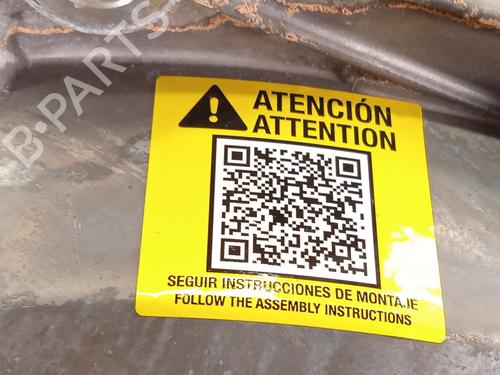 B-PARTS
ATENCIÓN
ATTENTION
SEGUIR INSTRUCCIONES DE MONTAJE
FOLLOW THE ASSEMBLY INSTRUCTIONS